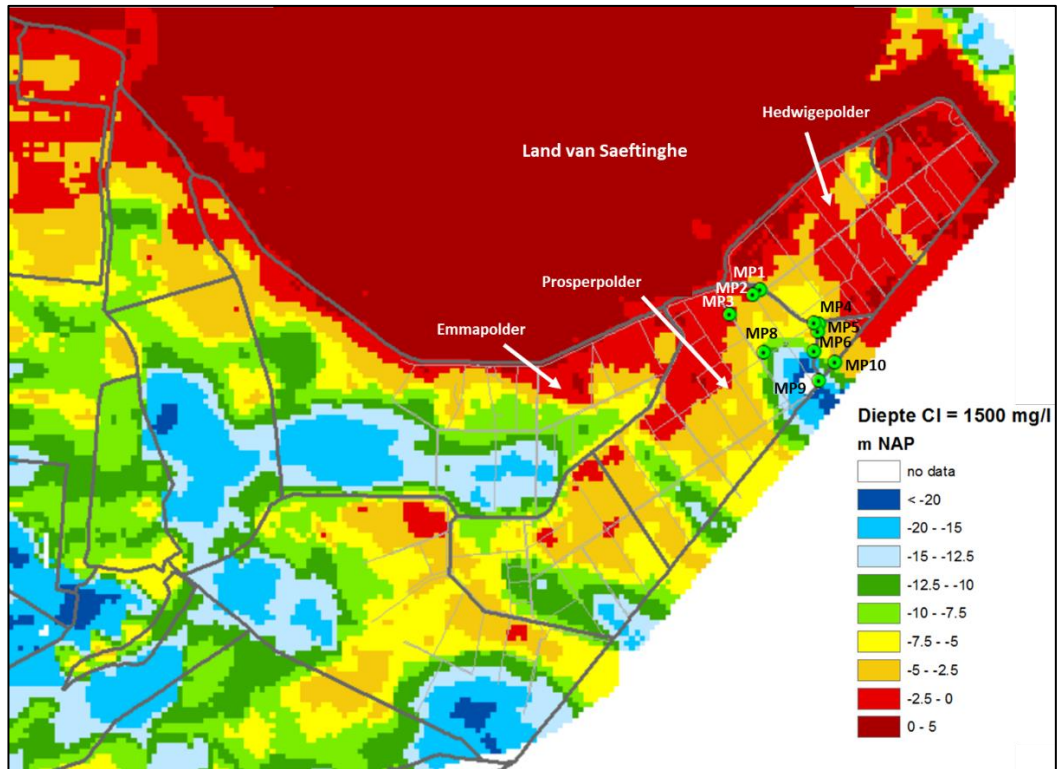 Hedwigepolder
Land van Saeftinghe
Prosperpolder
Emmapolder
MP1
MP2
MP3
MP4
MP5
MP6
MP8
MP10
MP9
Diepte Cl = 1500 mg/l
m NAP
no data
< -20
-20 - -15
-15 - -12.5
-12.5 - -10
-10 - -7.5
-7.5 - -5
-5 - -2.5
-2.5 - 0
0 - 5